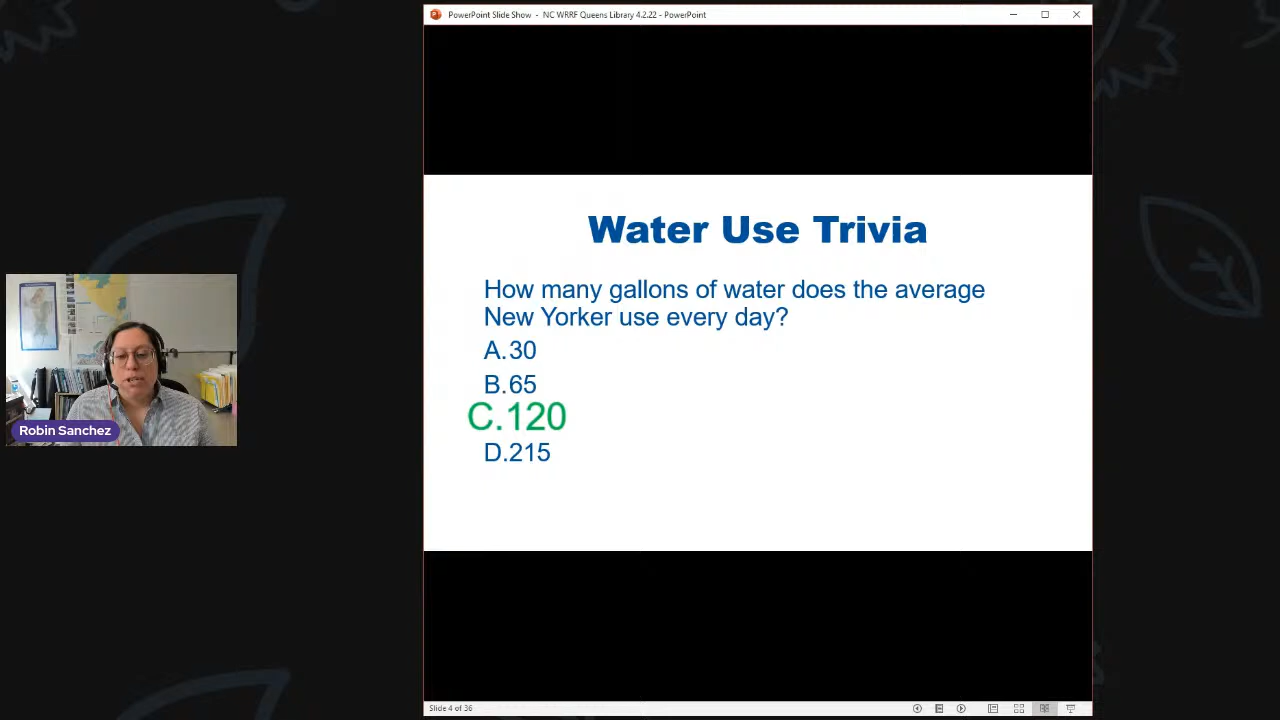 PowerPoint Slide Show - NC WRRF Queens Library 4.2.22 - PowerPoint
Water Use Trivia
How many gallons of water does the average
New Yorker use every day?
A.30
B.65
C.120
D.215
Robin Sanchez
Slide 4 of 36